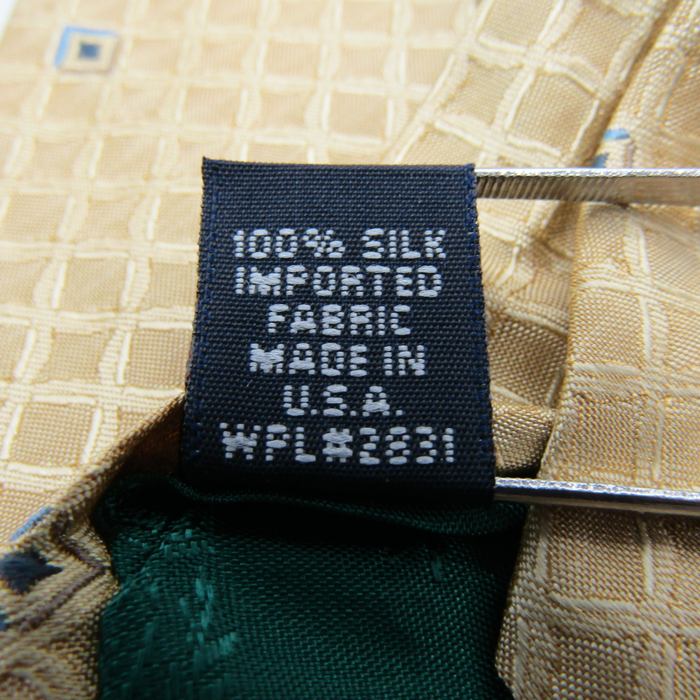 100% SILK
IMPORTED
FABRIC
MADE IN
U.S.A.
WPL#2831